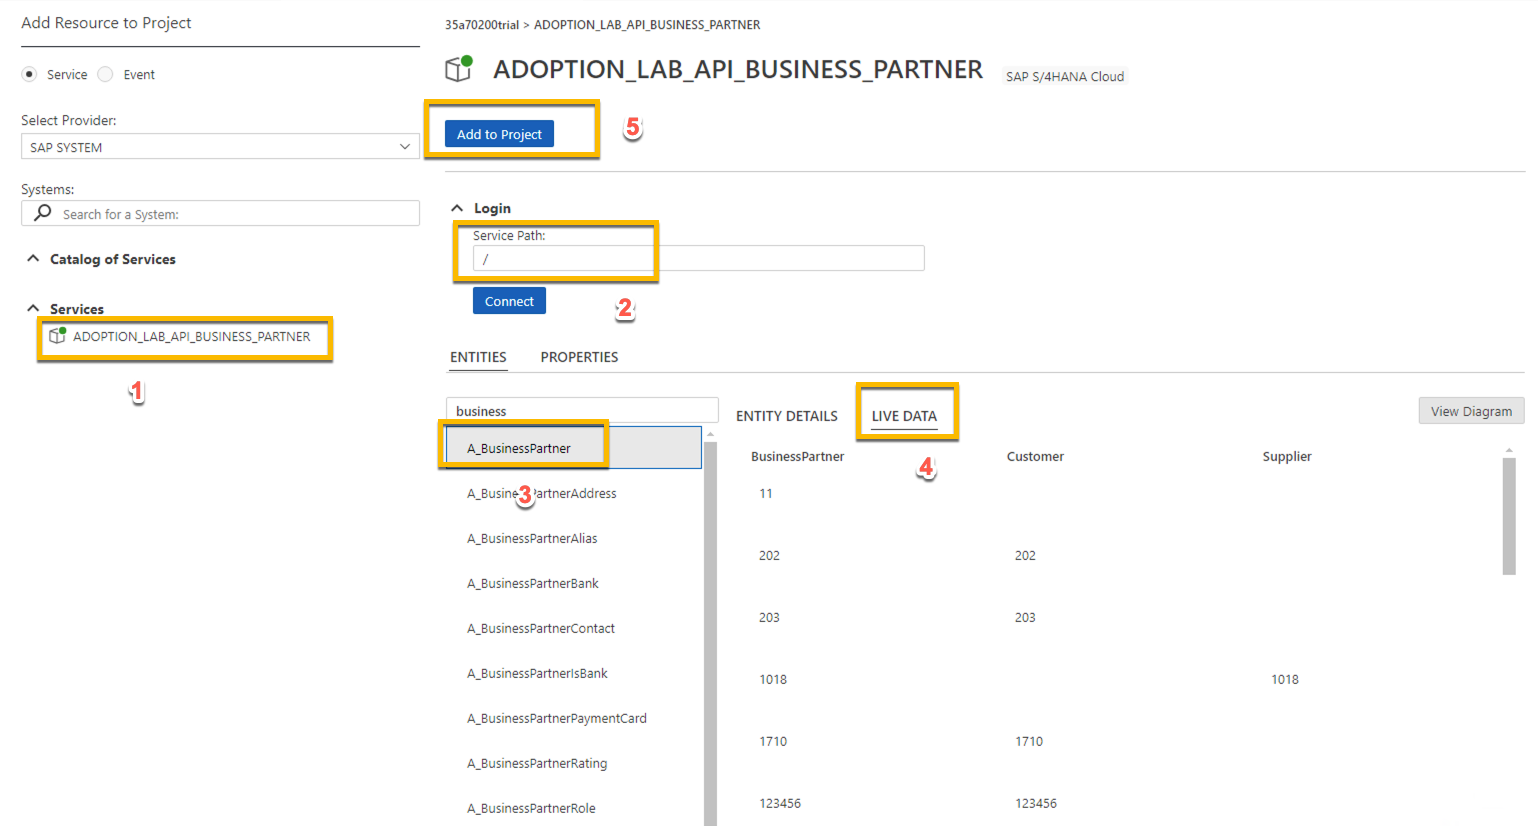 Add Resource to Project
Service
Event
Select Provider:
SAP SYSTEM
Systems:
Search for a System:
Catalog of Services
Services
ADOPTION_LAB_API_BUSINESS_PARTNER
1
35a70200trial > ADOPTION_LAB_API_BUSINESS_PARTNER
ADOPTION_LAB_API_BUSINESS_PARTNER
SAP S/4HANA Cloud
Add to Project
5
Login
Service Path:
/
Connect
2
ENTITIES
PROPERTIES
business
A_BusinessPartner
3
A_BusinessPartnerAddress
A_BusinessPartnerAlias
A_BusinessPartnerBank
A_BusinessPartnerContact
A_BusinessPartnerIsBank
A_BusinessPartnerPaymentCard
A_BusinessPartnerRating
A_BusinessPartnerRole
ENTITY DETAILS
LIVE DATA
4
View Diagram
BusinessPartner Customer Supplier
11
202 202
203 203
1018 1018
1710 1710
123456 123456